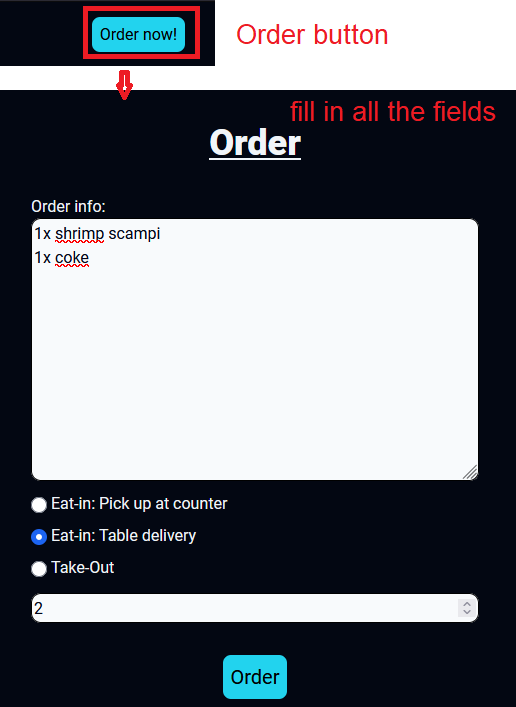 Order now!
Order button
fill in all the fields
Order
Order info:
1x shrimp scampi
1x coke
Eat-in: Pick up at counter
Eat-in: Table delivery
Take-Out
2
Order